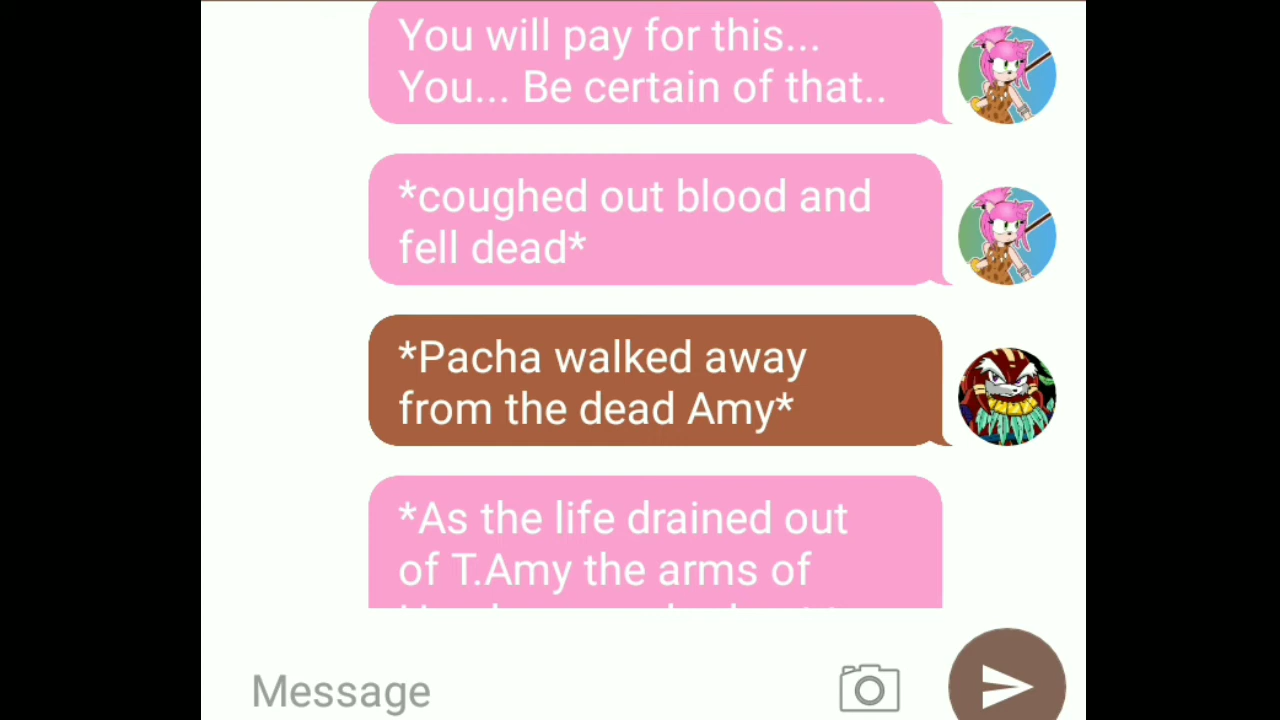 You will pay for this...
You... Be certain of that..
*coughed out blood and
fell dead*
*Pacha walked away
from the dead Amy*
*As the life drained out
of T.Amy the arms of
Message